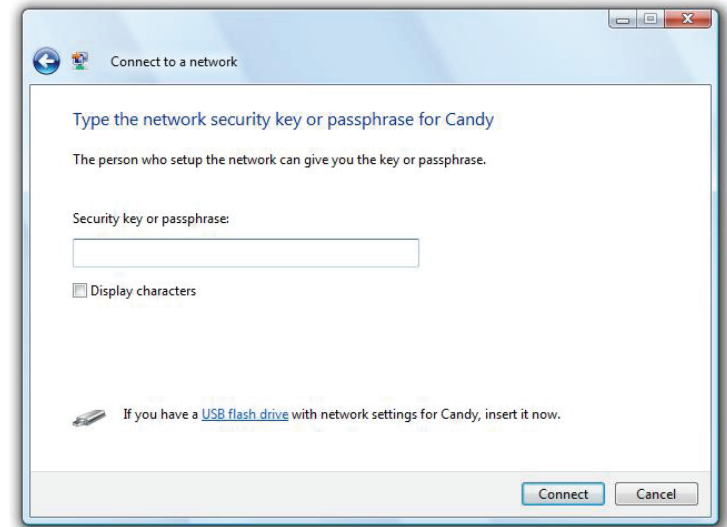 Connect to a network
Type the network security key or passphrase for Candy
The person who setup the network can give you the key or passphrase.
Security key or passphrase:
Display characters
If you have a USB flash drive with network settings for Candy, insert it now.
Connect Cancel